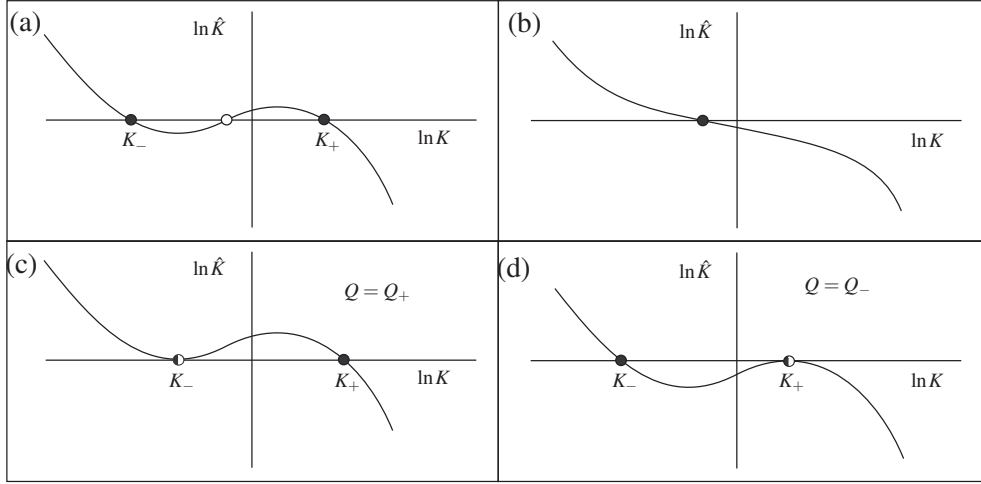 (a)
ln K̂
K₋
K₊
ln K
(b)
ln K̂
ln K
(c)
ln K̂
Q = Q₊
K₋
K₊
ln K
(d)
ln K̂
Q = Q₋
K₋
K₊
ln K